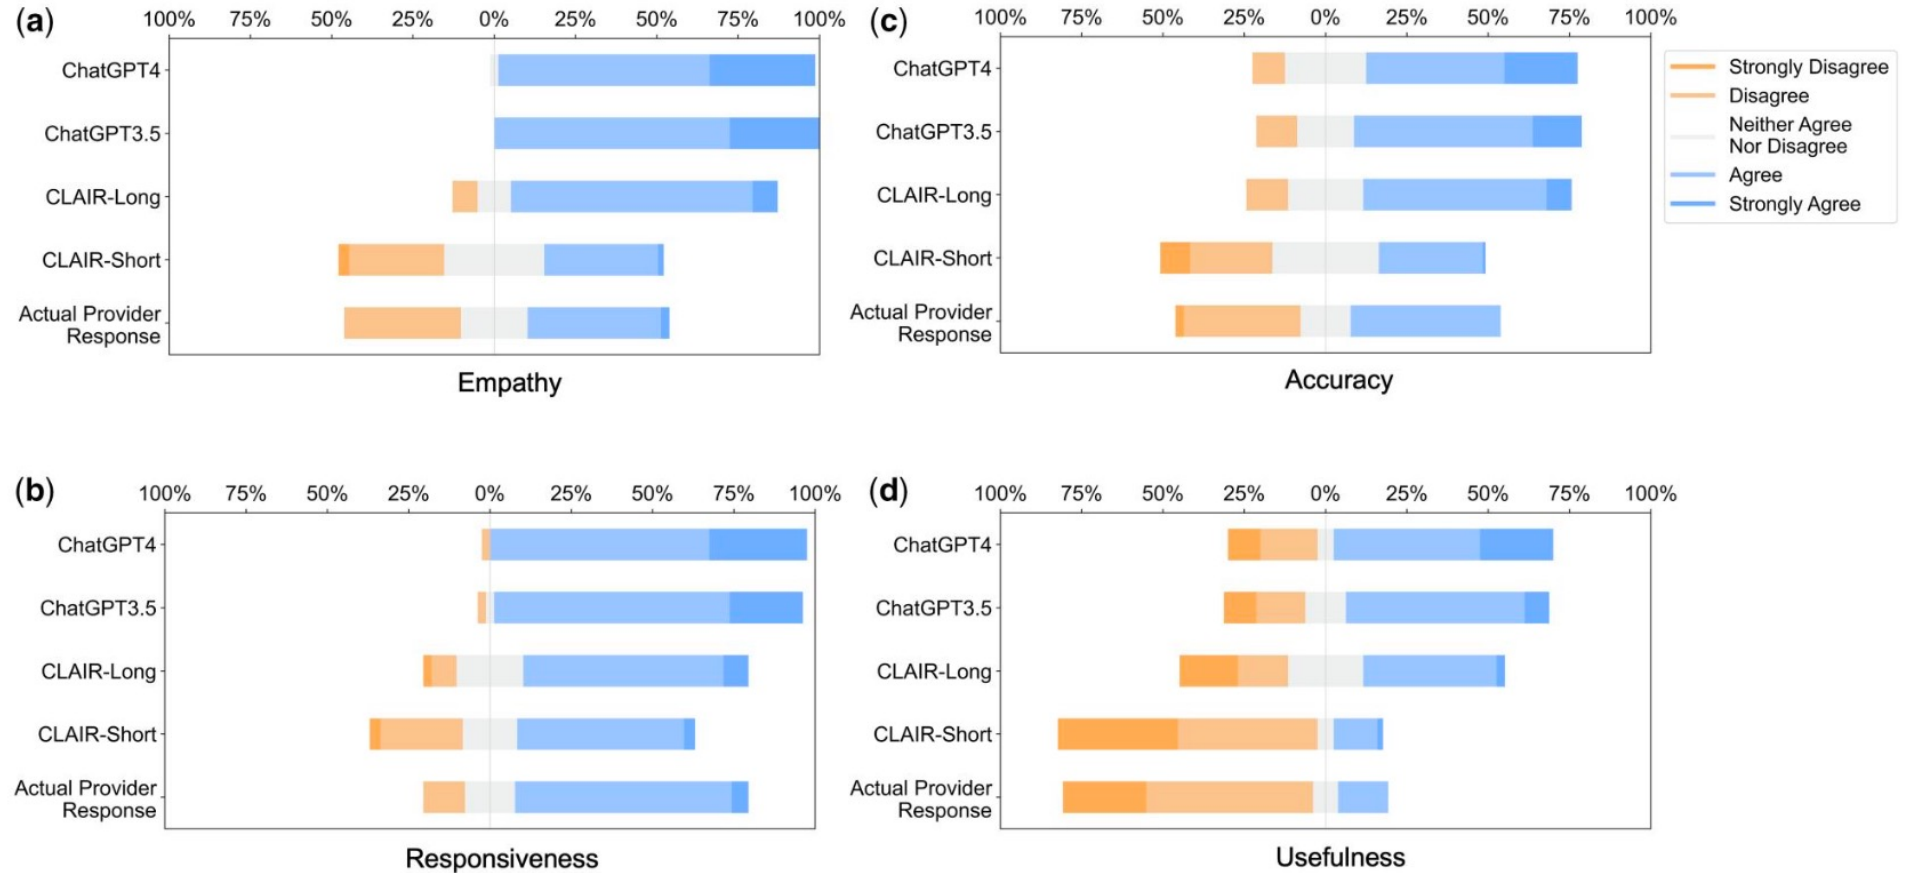 (a)
100% 75% 50% 25% 0% 25% 50% 75% 100%
ChatGPT4
ChatGPT3.5
CLAIR-Long
CLAIR-Short
Actual Provider
Response
Empathy
(c)
100% 75% 50% 25% 0% 25% 50% 75% 100%
ChatGPT4
ChatGPT3.5
CLAIR-Long
CLAIR-Short
Actual Provider
Response
Accuracy
Strongly Disagree
Disagree
Neither Agree
Nor Disagree
Agree
Strongly Agree
(b)
100% 75% 50% 25% 0% 25% 50% 75% 100%
ChatGPT4
ChatGPT3.5
CLAIR-Long
CLAIR-Short
Actual Provider
Response
Responsiveness
(d)
100% 75% 50% 25% 0% 25% 50% 75% 100%
ChatGPT4
ChatGPT3.5
CLAIR-Long
CLAIR-Short
Actual Provider
Response
Usefulness